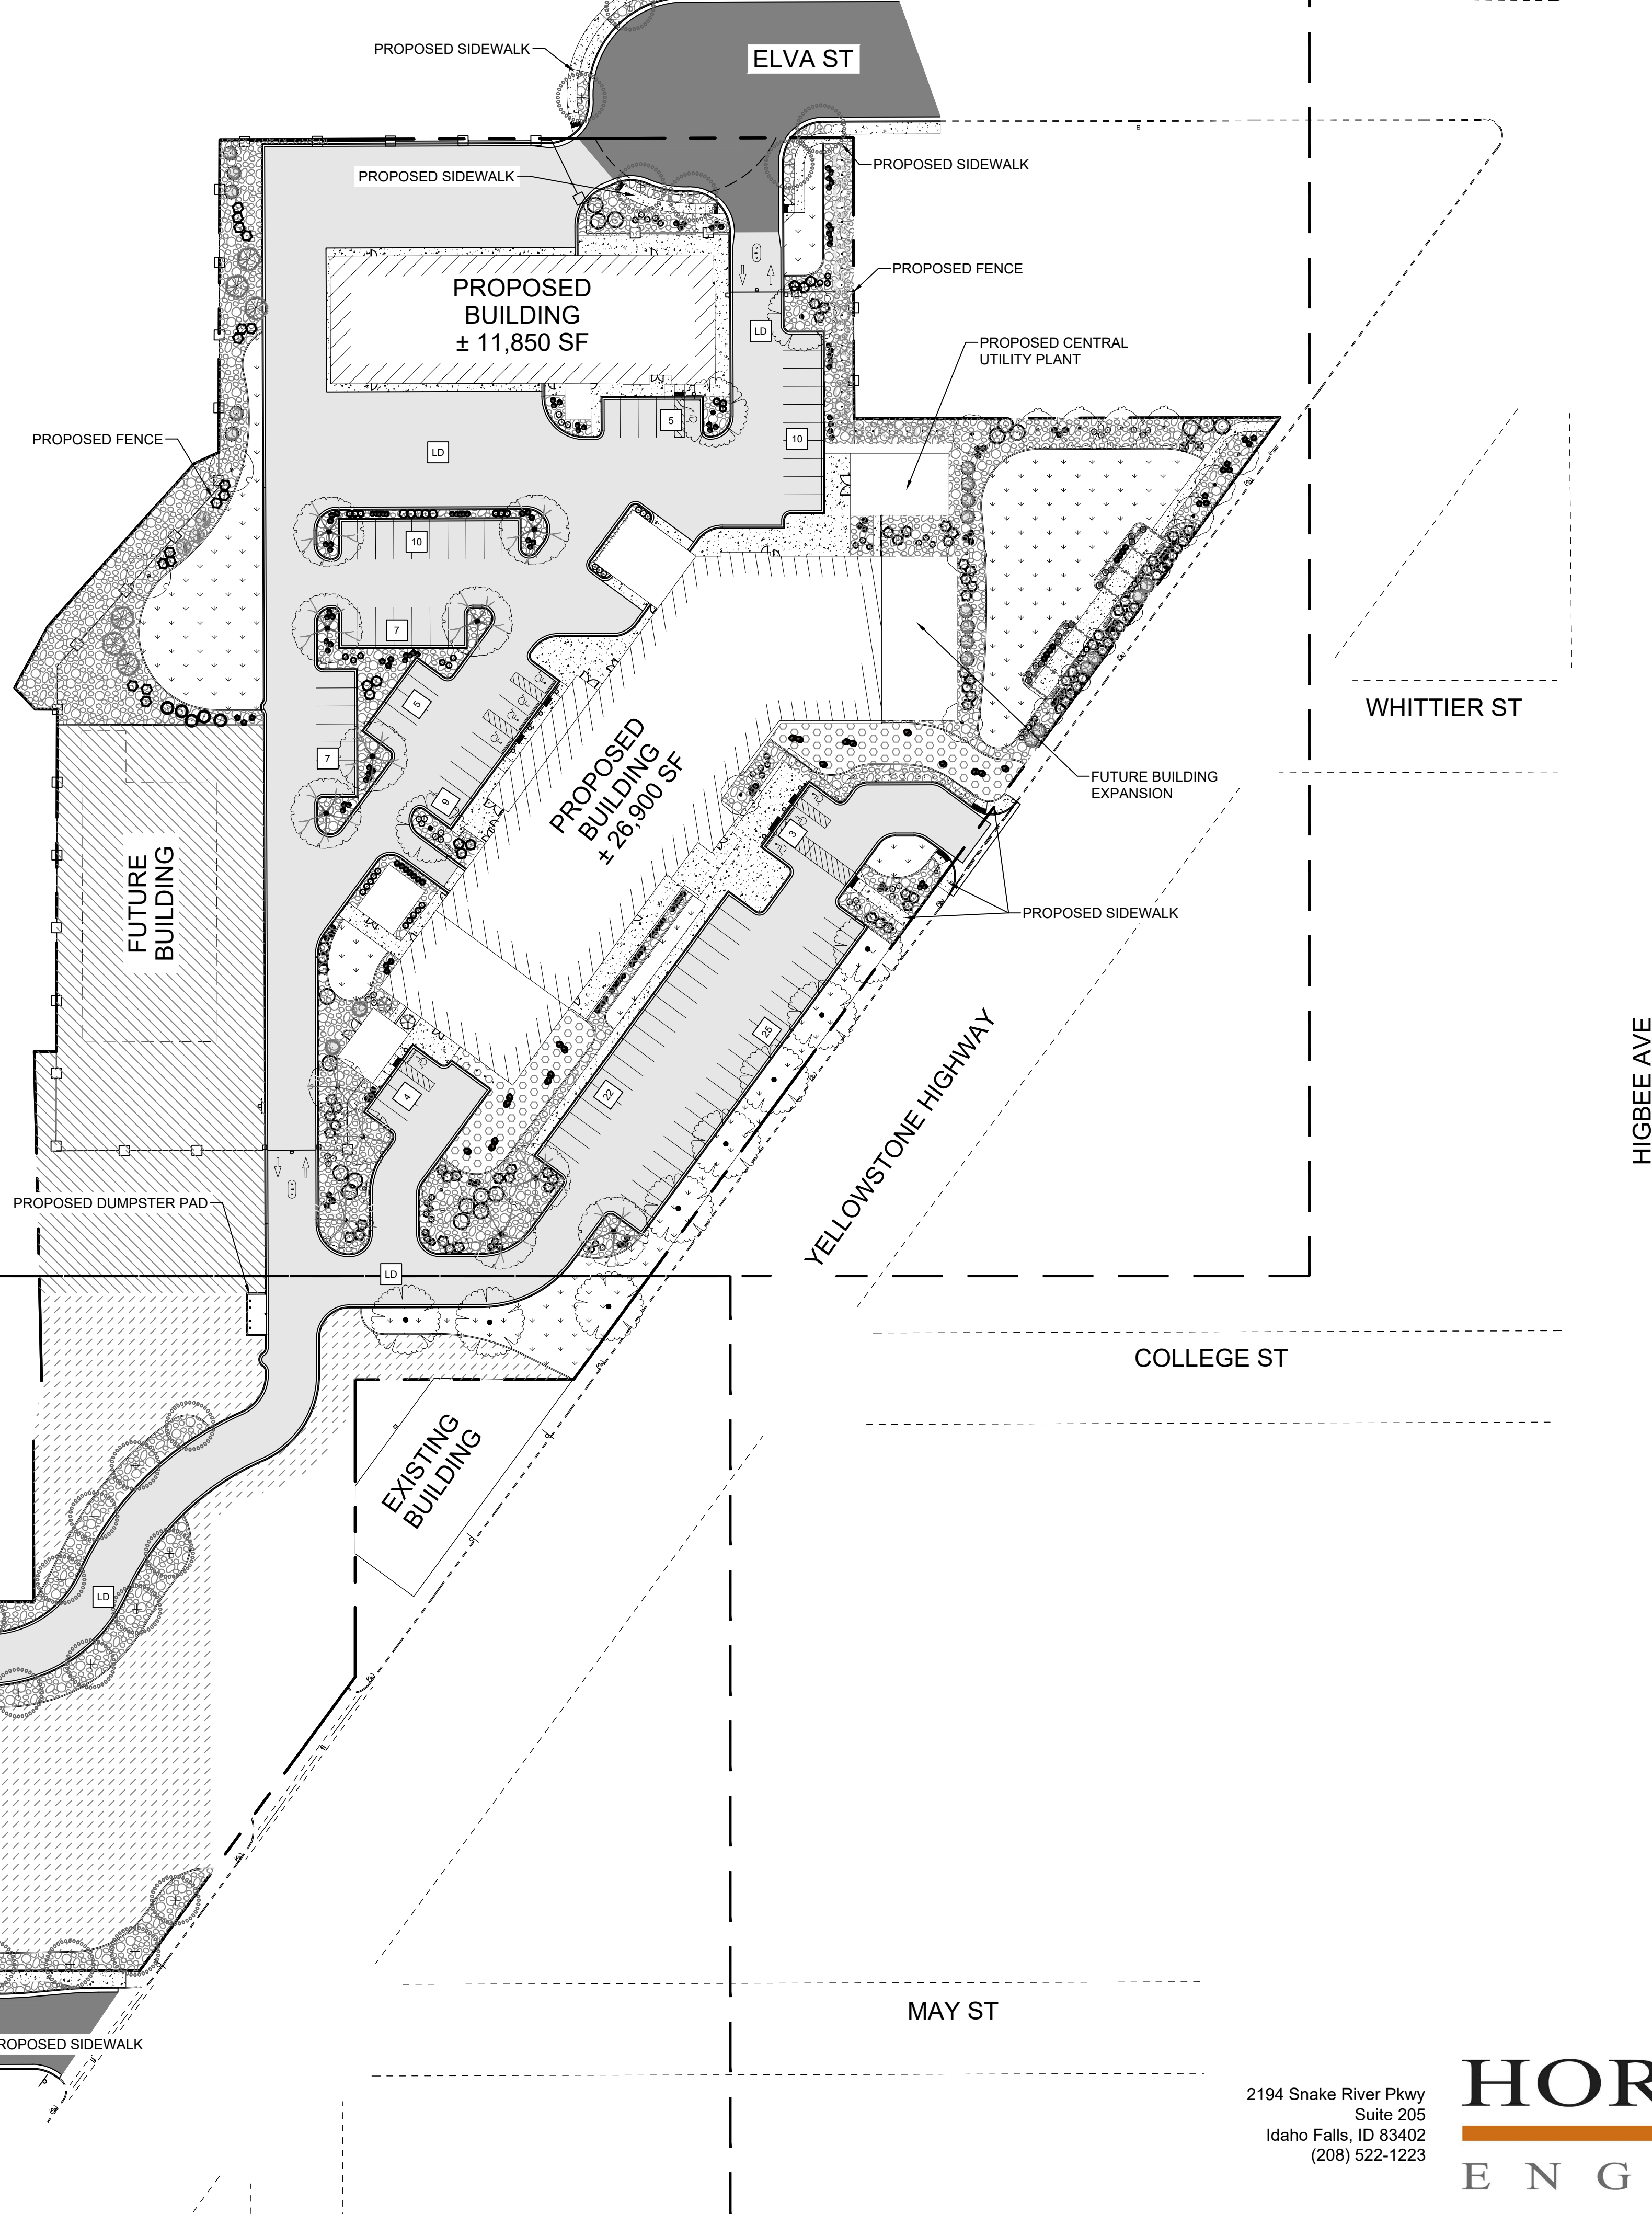 PROPOSED SIDEWALK
ELVA ST
PROPOSED SIDEWALK
PROPOSED SIDEWALK
PROPOSED FENCE
PROPOSED
BUILDING
± 11,850 SF
LD
PROPOSED CENTRAL
UTILITY PLANT
5
10
PROPOSED FENCE
LD
10
7
5
7
9
WHITTIER ST
PROPOSED
BUILDING
± 26,900 SF
FUTURE BUILDING
EXPANSION
3
FUTURE
BUILDING
PROPOSED SIDEWALK
25
22
4
YELLOWSTONE HIGHWAY
HIGBEE AVE
PROPOSED DUMPSTER PAD
LD
COLLEGE ST
EXISTING
BUILDING
LD
MAY ST
ROPOSED SIDEWALK
2194 Snake River Pkwy
Suite 205
Idaho Falls, ID 83402
(208) 522-1223
HOR
ENG